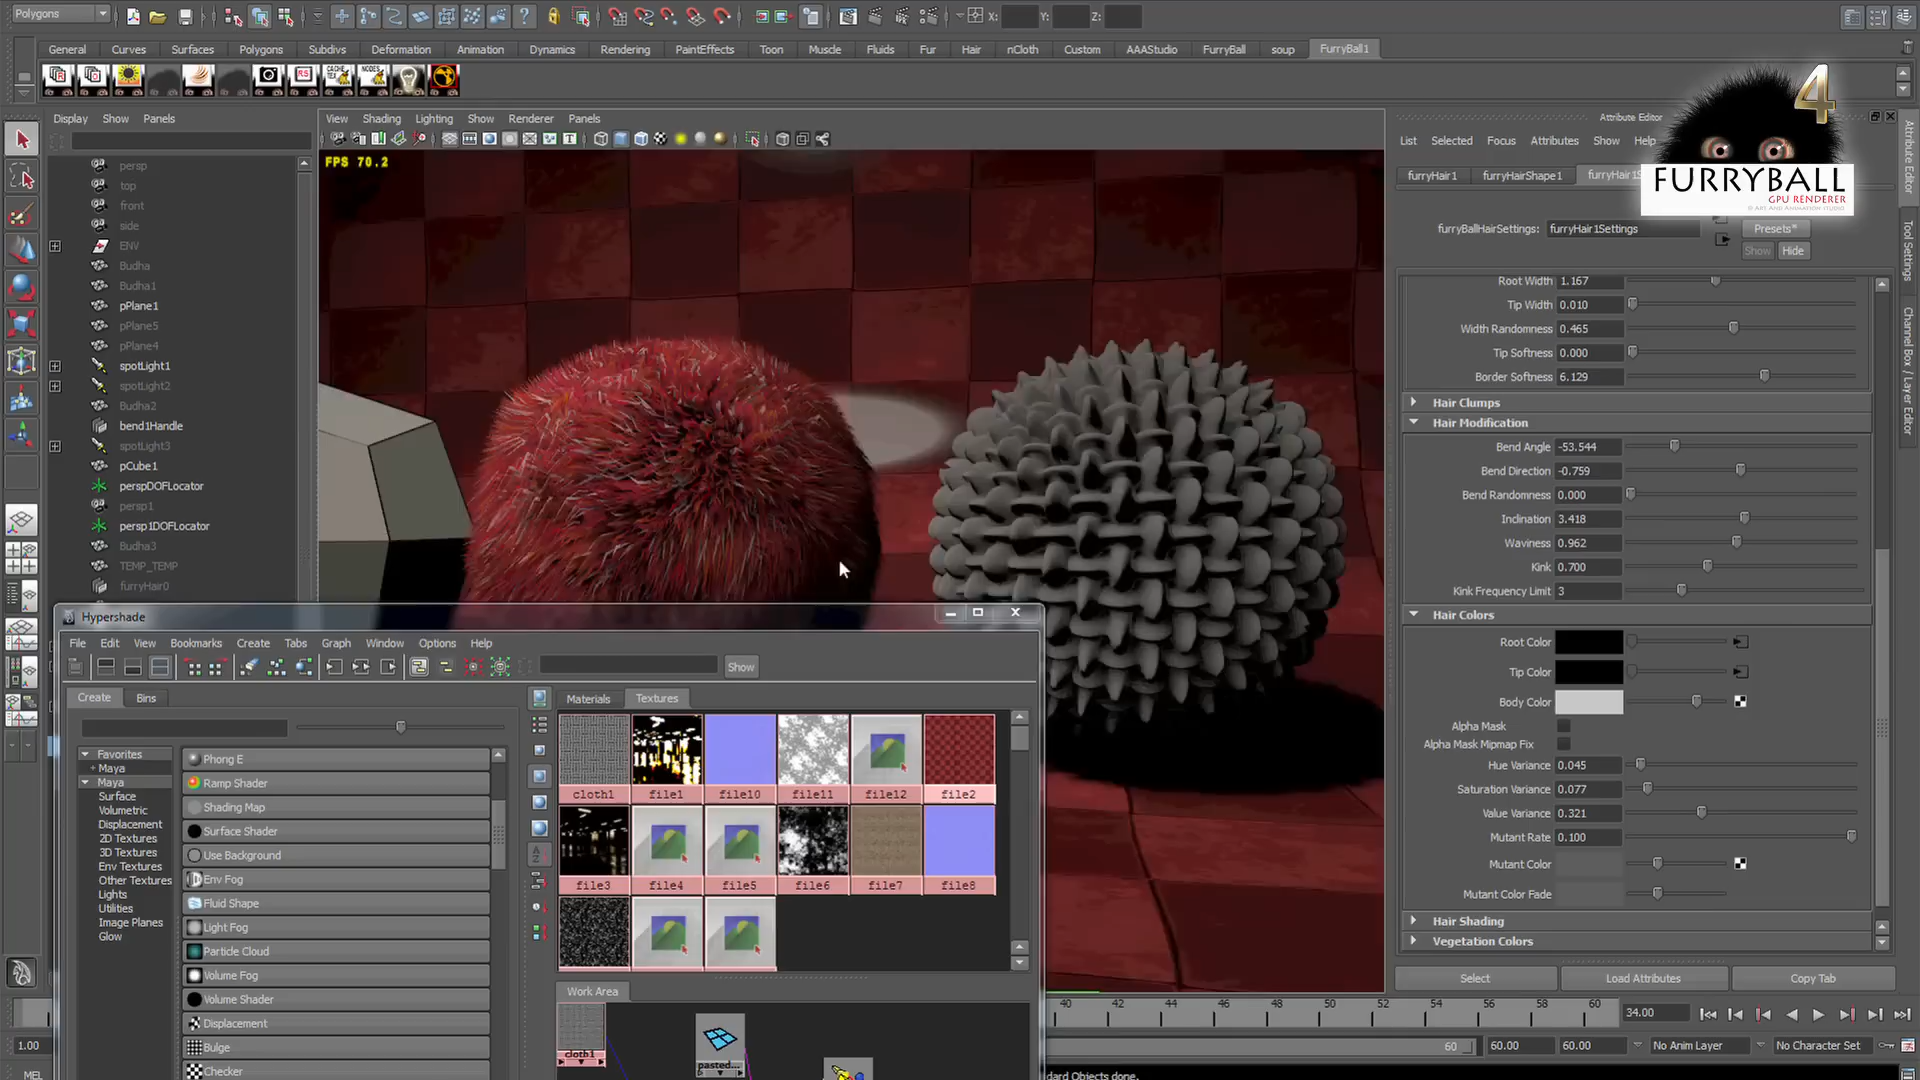 Polygons
X:
Y:
Z:
General
Curves
Surfaces
Polygons
Subdivs
Deformation
Animation
Dynamics
Rendering
PaintEffects
Toon
Muscle
Fluids
Fur
Hair
nCloth
Custom
AAAStudio
FurryBall
soup
FurryBall1
4
FURRYBALL
GPU RENDERER
© ART AND ANIMATION STUDIO
Display
Show
Panels
persp
top
front
side
ENV
Budha
Budha1
pPlane1
pPlane5
pPlane4
spotLight1
spotLight2
Budha2
bend1Handle
spotLight3
pCube1
perspDOFLocator
persp1
persp1DOFLocator
Budha3
TEMP_TEMP
furryHair0
View
Shading
Lighting
Show
Renderer
Panels
FPS 70.2
Attribute Editor
List
Selected
Focus
Attributes
Show
Help
furryHair1
furryHairShape1
furryHair1S
furryBallHairSettings:
furryHair1Settings
Presets*
Show
Hide
Root Width 1.167
Tip Width 0.010
Width Randomness 0.465
Tip Softness 0.000
Border Softness 6.129
Hair Clumps
Hair Modification
Bend Angle -53.544
Bend Direction -0.759
Bend Randomness 0.000
Inclination 3.418
Waviness 0.962
Kink 0.700
Kink Frequency Limit 3
Hair Colors
Root Color
Tip Color
Body Color
Alpha Mask
Alpha Mask Mipmap Fix
Hue Variance 0.045
Saturation Variance 0.077
Value Variance 0.321
Mutant Rate 0.100
Mutant Color
Mutant Color Fade
Hair Shading
Vegetation Colors
Select
Load Attributes
Copy Tab
Attribute Editor
Tool Settings
Channel Box / Layer Editor
Hypershade
File
Edit
View
Bookmarks
Create
Tabs
Graph
Window
Options
Help
Show
Create
Bins
Favorites
+ Maya
Maya
Surface
Volumetric
Displacement
2D Textures
3D Textures
Env Textures
Other Textures
Lights
Utilities
Image Planes
Glow
Phong E
Ramp Shader
Shading Map
Surface Shader
Use Background
Env Fog
Fluid Shape
Light Fog
Particle Cloud
Volume Fog
Volume Shader
Displacement
Bulge
Checker
Materials
Textures
cloth1
file1
file10
file11
file12
file2
file3
file4
file5
file6
file7
file8
Work Area
cloth1
pasted...
40
42
44
46
48
50
52
54
56
58
60
34.00
1.00
60
60.00
60.00
No Anim Layer
No Character Set
MEL
dard Objects done.